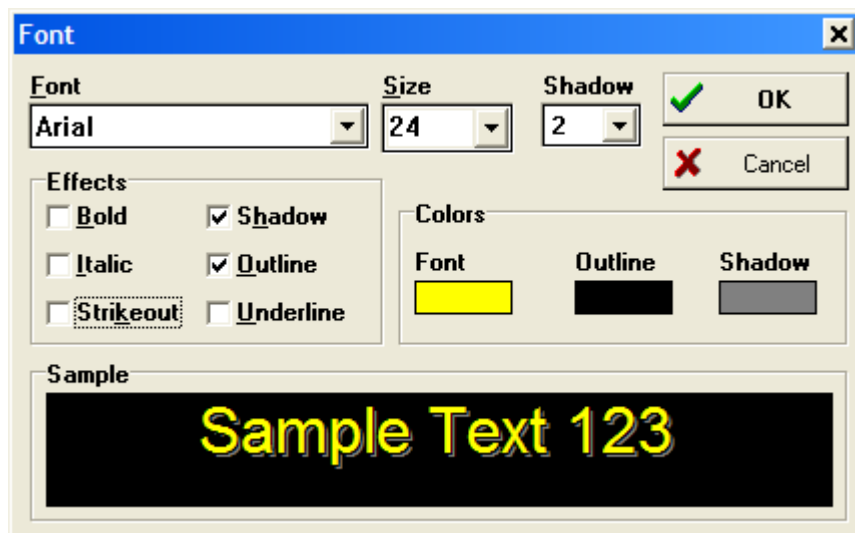 Font
Font Size Shadow
Arial 24 2
OK
Cancel
Effects
Bold Shadow
Italic Outline
Strikeout Underline
Colors
Font Outline Shadow
Sample
Sample Text 123